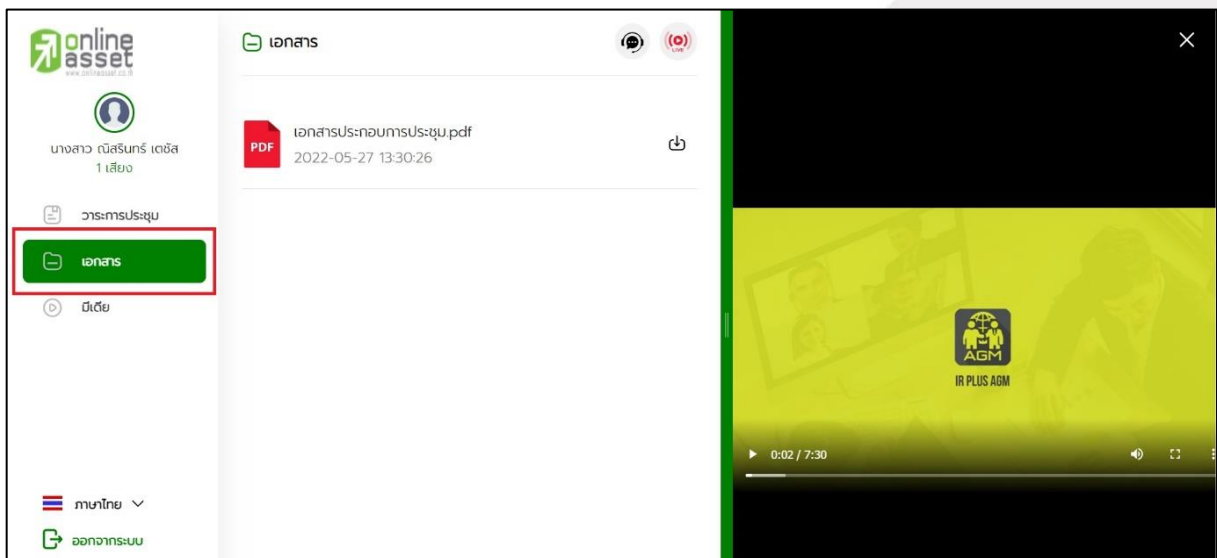 online
asset
www.onlineasset.co.th
นางสาว ณิสรินทร์ เดชัส
1 เสียง
วาระการประชุม
เอกสาร
มีเดีย
ภาษาไทย
ออกจากระบบ
เอกสาร
LIVE
PDF
เอกสารประกอบการประชุม.pdf
2022-05-27 13:30:26
AGM
IR PLUS AGM
0:02 / 7:30